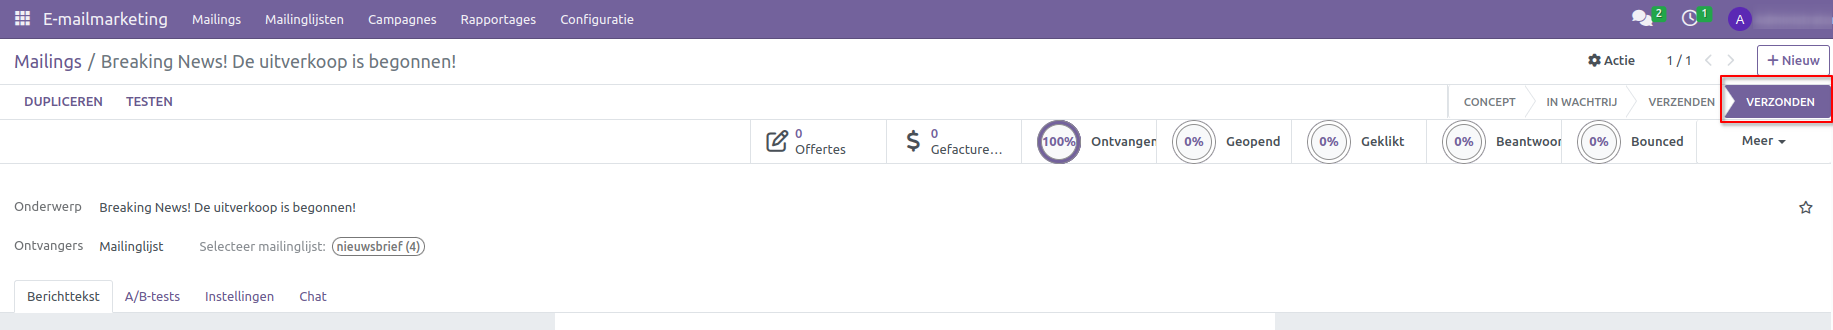 E-mailmarketing Mailings Mailinglijsten Campagnes Rapportages Configuratie 2 1 A
Mailings / Breaking News! De uitverkoop is begonnen! Actie 1 / 1 + Nieuw
DUPLICEREN TESTEN CONCEPT IN WACHTRIJ VERZENDEN VERZONDEN
0 Offertes 0 Gefacture... 100% Ontvangen 0% Geopend 0% Geklikt 0% Beantwoor 0% Bounced Meer
Onderwerp Breaking News! De uitverkoop is begonnen!
Ontvangers Mailinglijst Selecteer mailinglijst: nieuwsbrief (4)
Berichttekst A/B-tests Instellingen Chat